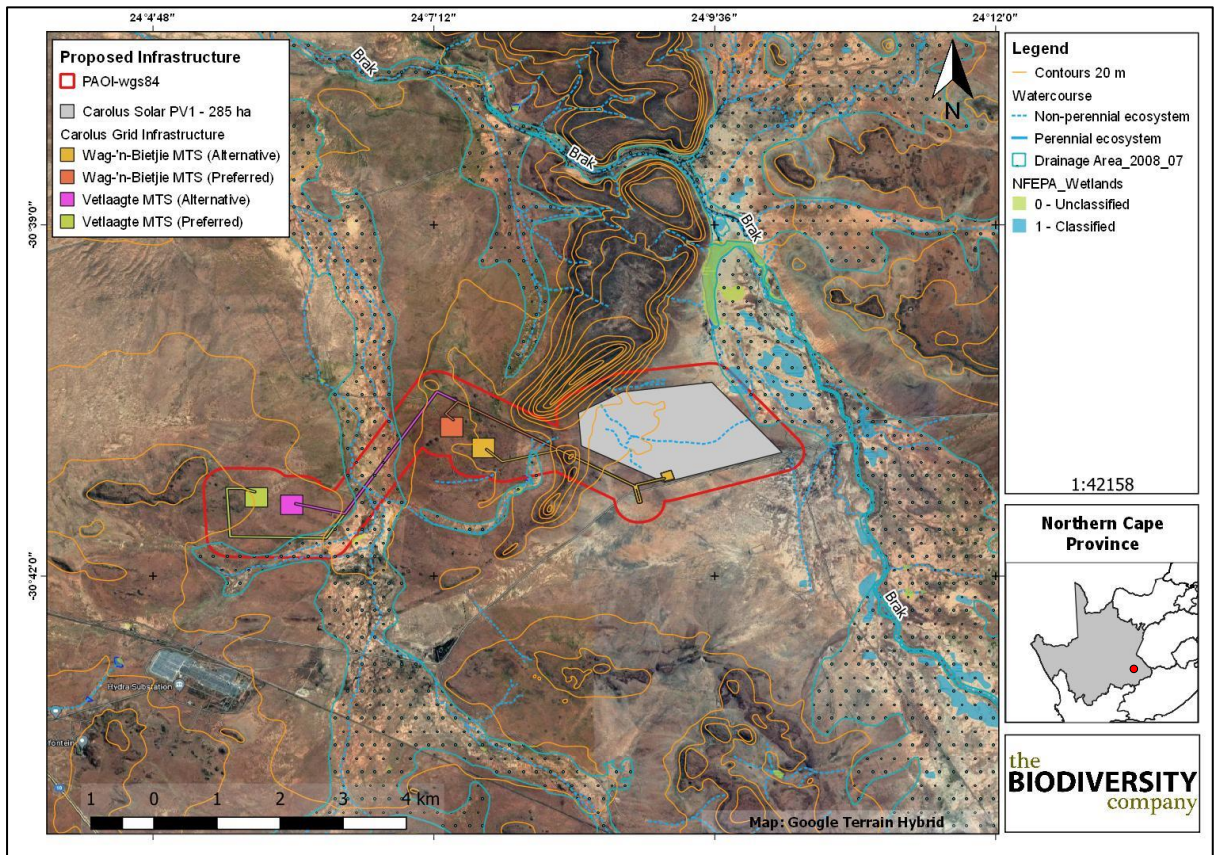 24°4'48"
24°7'12"
24°9'36"
24°12'0"
-30°39'0"
-30°42'0"
Proposed Infrastructure
PAOI-wgs84
Carolus Solar PV1 - 285 ha
Carolus Grid Infrastructure
Wag-'n-Bietjie MTS (Alternative)
Wag-'n-Bietjie MTS (Preferred)
Vetlaagte MTS (Alternative)
Vetlaagte MTS (Preferred)
Brak
Brak
Brak
Brak
N
Hydra Substation
fontein
1 0 1 2 3 4 km
Map: Google Terrain Hybrid
Legend
Contours 20 m
Watercourse
Non-perennial ecosystem
Perennial ecosystem
Drainage Area_2008_07
NFEPA_Wetlands
0 - Unclassified
1 - Classified
1:42158
Northern Cape
Province
the
BIODIVERSITY
company